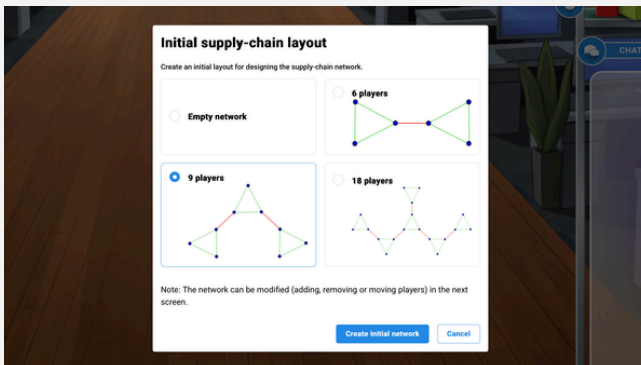 Initial supply-chain layout
Create an initial layout for designing the supply-chain network.
Empty network
6 players
9 players
18 players
Note: The network can be modified (adding, removing or moving players) in the next
screen.
Create initial network
Cancel
CHAT